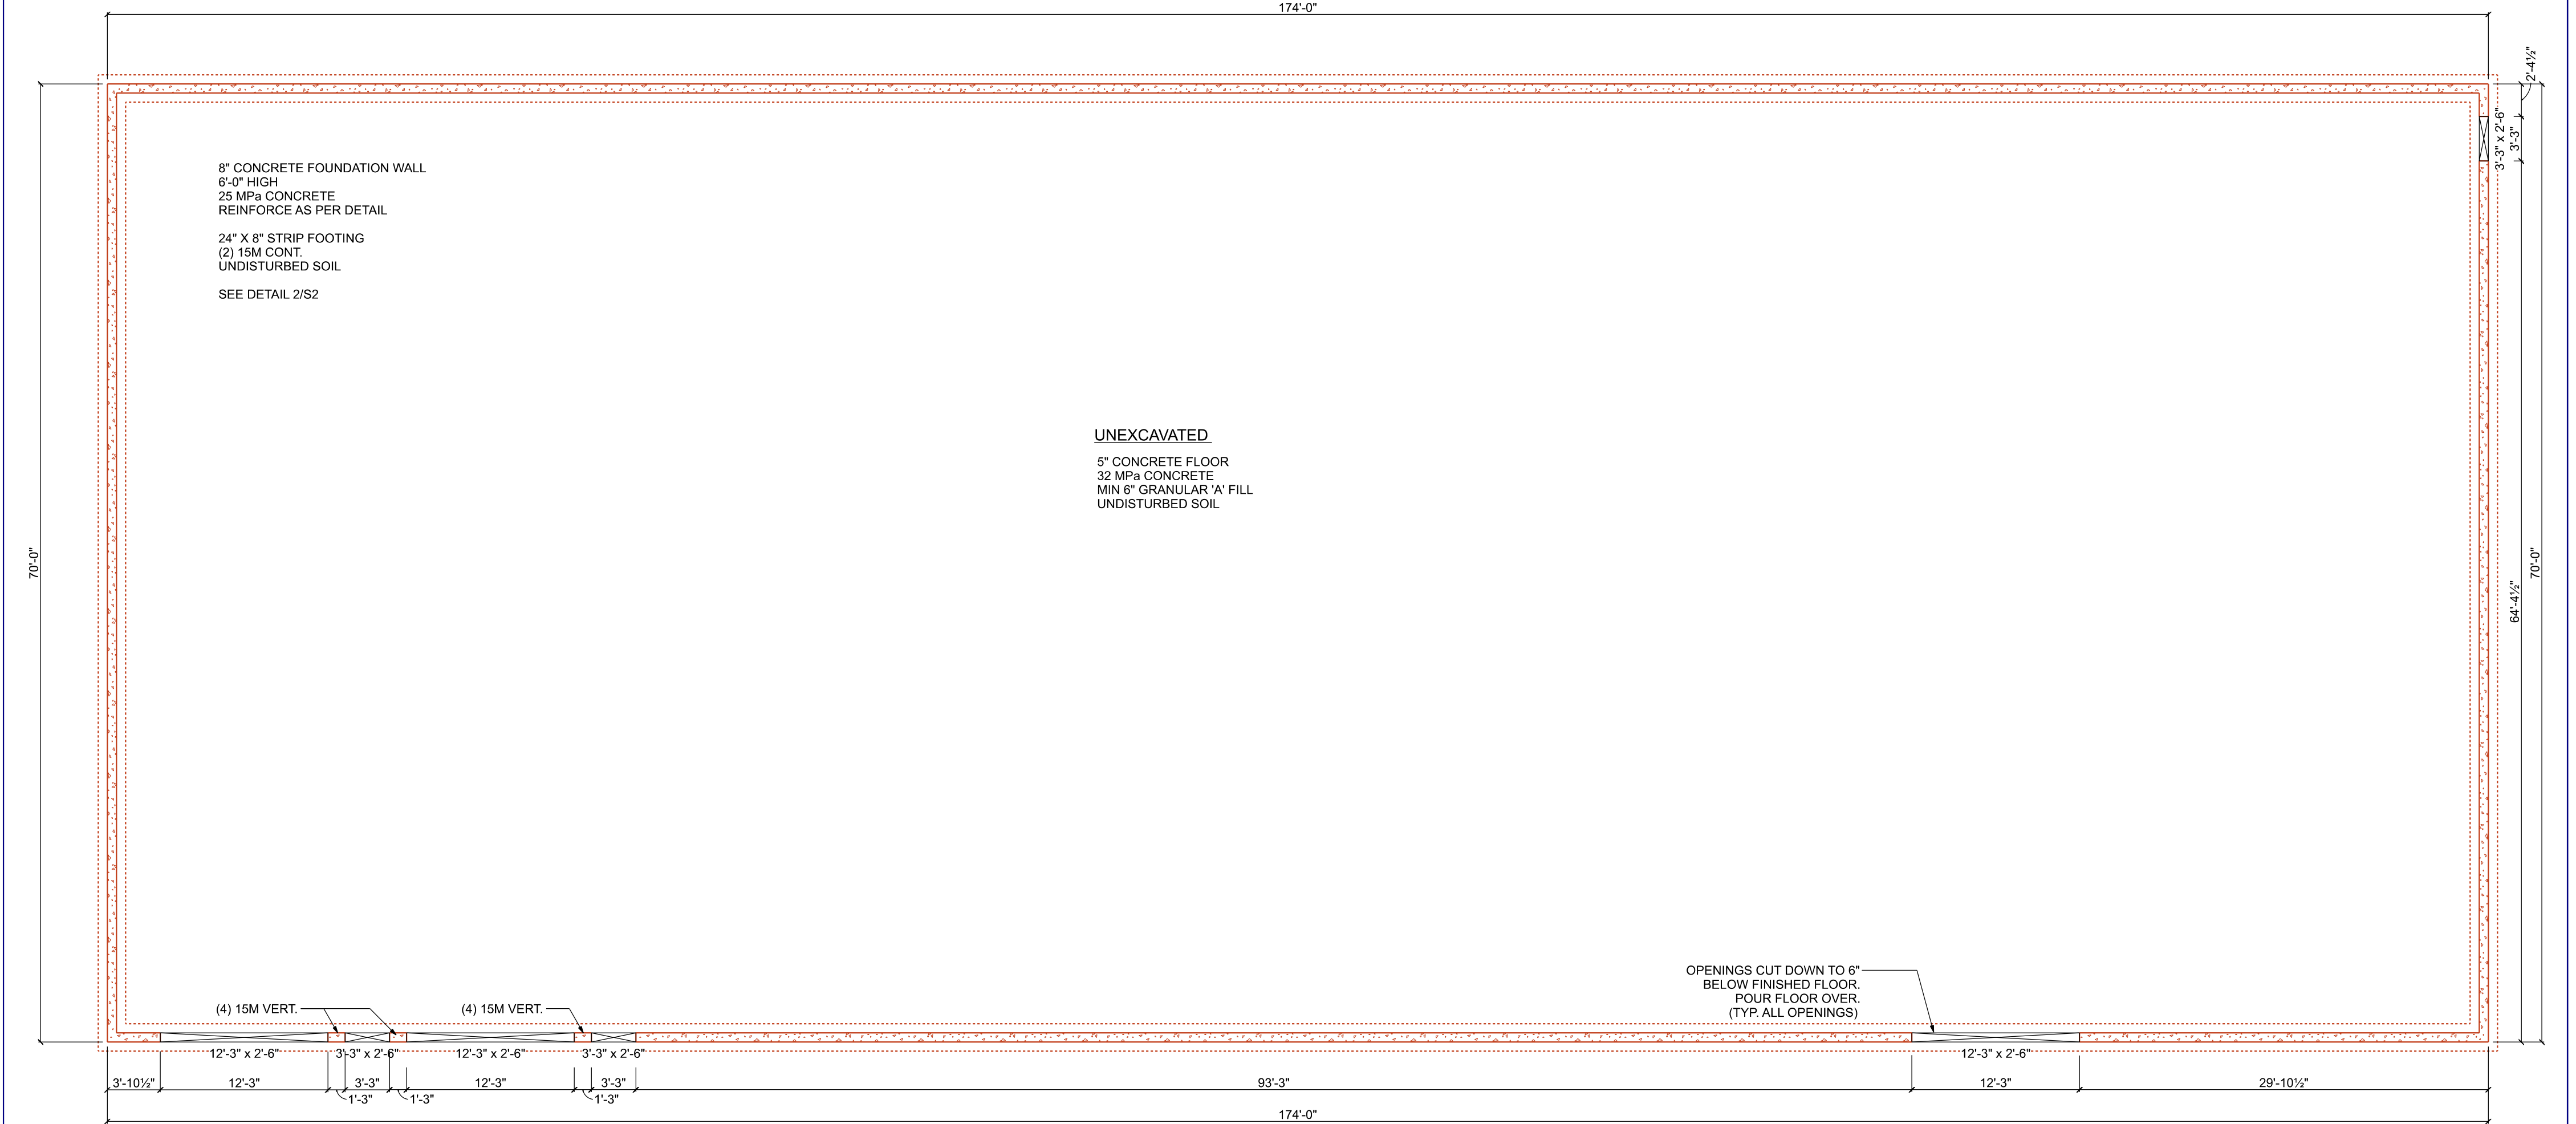 174'-0"
2'-4½"
8" CONCRETE FOUNDATION WALL
6'-0" HIGH
25 MPa CONCRETE
REINFORCE AS PER DETAIL
24" X 8" STRIP FOOTING
(2) 15M CONT.
UNDISTURBED SOIL
SEE DETAIL 2/S2
3'-3" x 2'-6"
3'-3"
UNEXCAVATED
5" CONCRETE FLOOR
32 MPa CONCRETE
MIN 6" GRANULAR 'A' FILL
UNDISTURBED SOIL
70'-0"
64'-4½"
70'-0"
OPENINGS CUT DOWN TO 6"
BELOW FINISHED FLOOR.
POUR FLOOR OVER.
(TYP. ALL OPENINGS)
(4) 15M VERT.
(4) 15M VERT.
12'-3" x 2'-6"
3'-3" x 2'-6"
12'-3" x 2'-6"
3'-3" x 2'-6"
12'-3" x 2'-6"
3'-10½"
12'-3"
3'-3"
12'-3"
3'-3"
93'-3"
12'-3"
29'-10½"
1'-3"
1'-3"
1'-3"
174'-0"